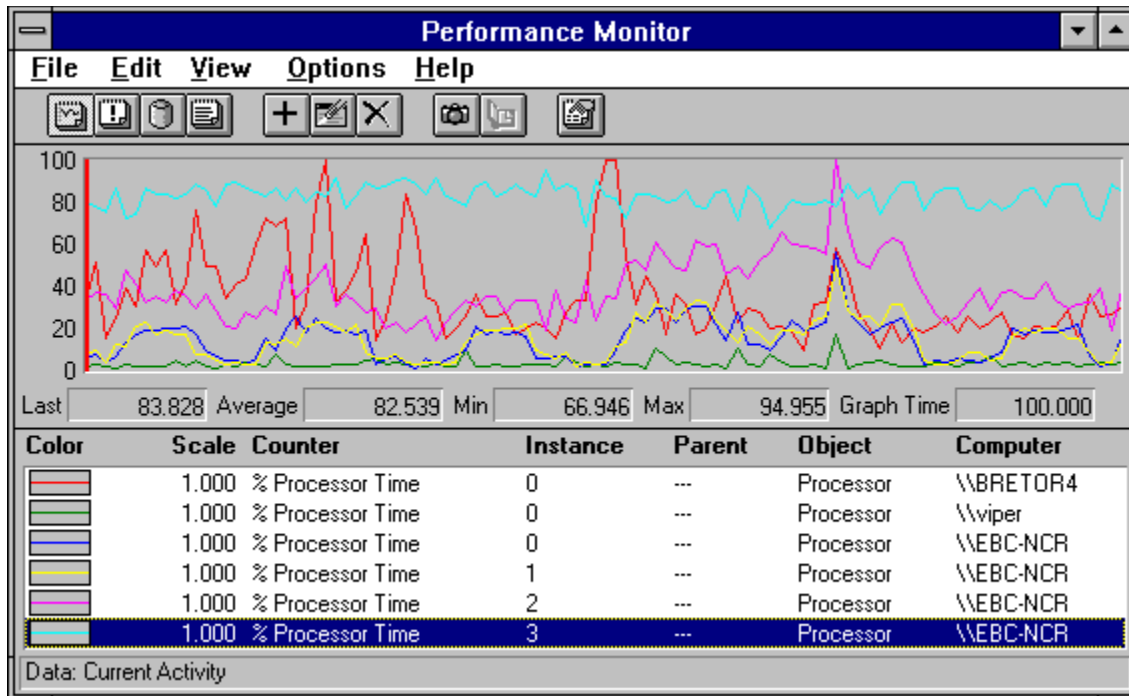 Performance Monitor
File Edit View Options Help
100
80
60
40
20
0
Last 83.828 Average 82.539 Min 66.946 Max 94.955 Graph Time 100.000
Color Scale Counter Instance Parent Object Computer
1.000 % Processor Time 0 --- Processor \\BRETOR4
1.000 % Processor Time 0 --- Processor \\viper
1.000 % Processor Time 0 --- Processor \\EBC-NCR
1.000 % Processor Time 1 --- Processor \\EBC-NCR
1.000 % Processor Time 2 --- Processor \\EBC-NCR
1.000 % Processor Time 3 --- Processor \\EBC-NCR
Data: Current Activity